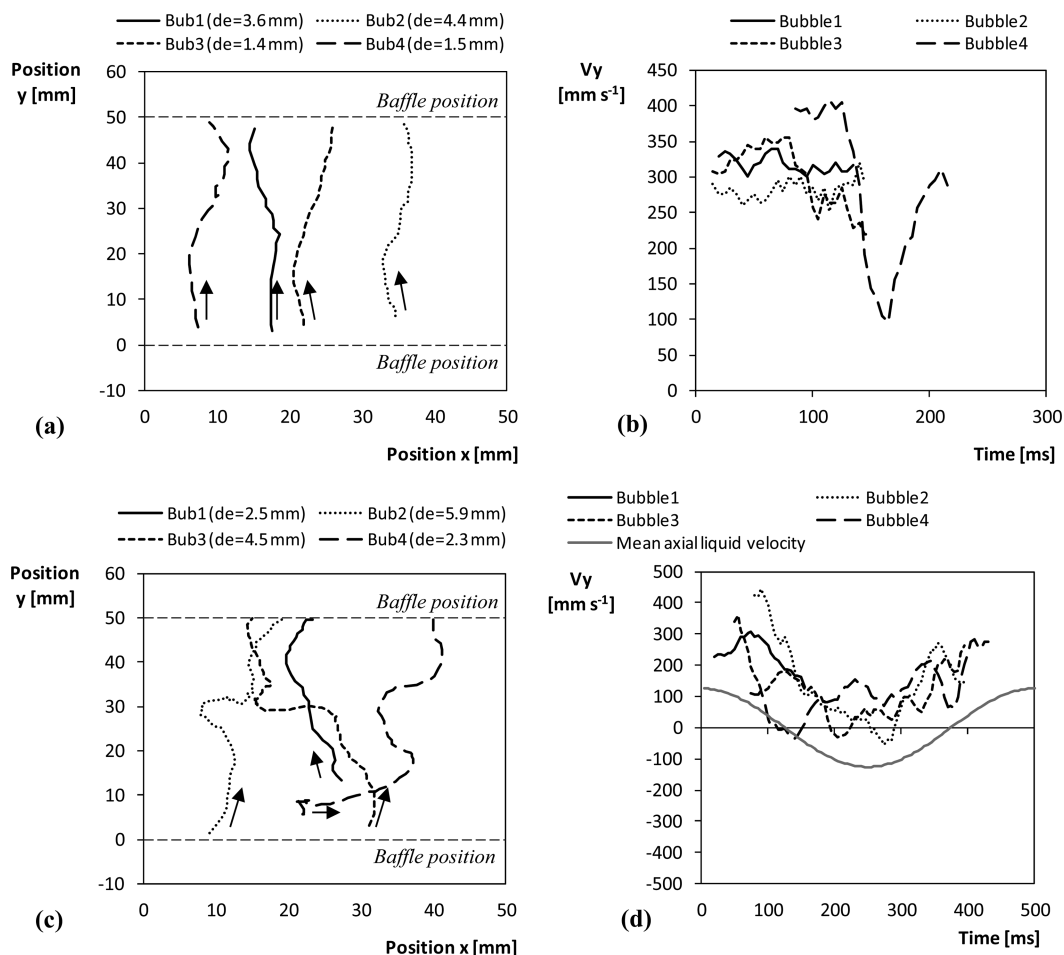 Bub1 (de=3.6 mm) Bub2 (de=4.4 mm)
Bub3 (de=1.4 mm) Bub4 (de=1.5 mm)
Position
y [mm]
60
50
40
30
20
10
0
-10
Baffle position
Baffle position
0 10 20 30 40 50
(a)
Position x [mm]
Bubble1 Bubble2
Bubble3 Bubble4
Vy
[mm s-1]
450
400
350
300
250
200
150
100
50
0
0 100 200 300
(b)
Time [ms]
Bub1 (de=2.5 mm) Bub2 (de=5.9 mm)
Bub3 (de=4.5 mm) Bub4 (de=2.3 mm)
Position
y [mm]
60
50
40
30
20
10
0
-10
Baffle position
Baffle position
0 10 20 30 40 50
(c)
Position x [mm]
Bubble1 Bubble2
Bubble3 Bubble4
Mean axial liquid velocity
Vy
[mm s-1]
500
400
300
200
100
0
-100
-200
-300
-400
-500
0 100 200 300 400 500
(d)
Time [ms]